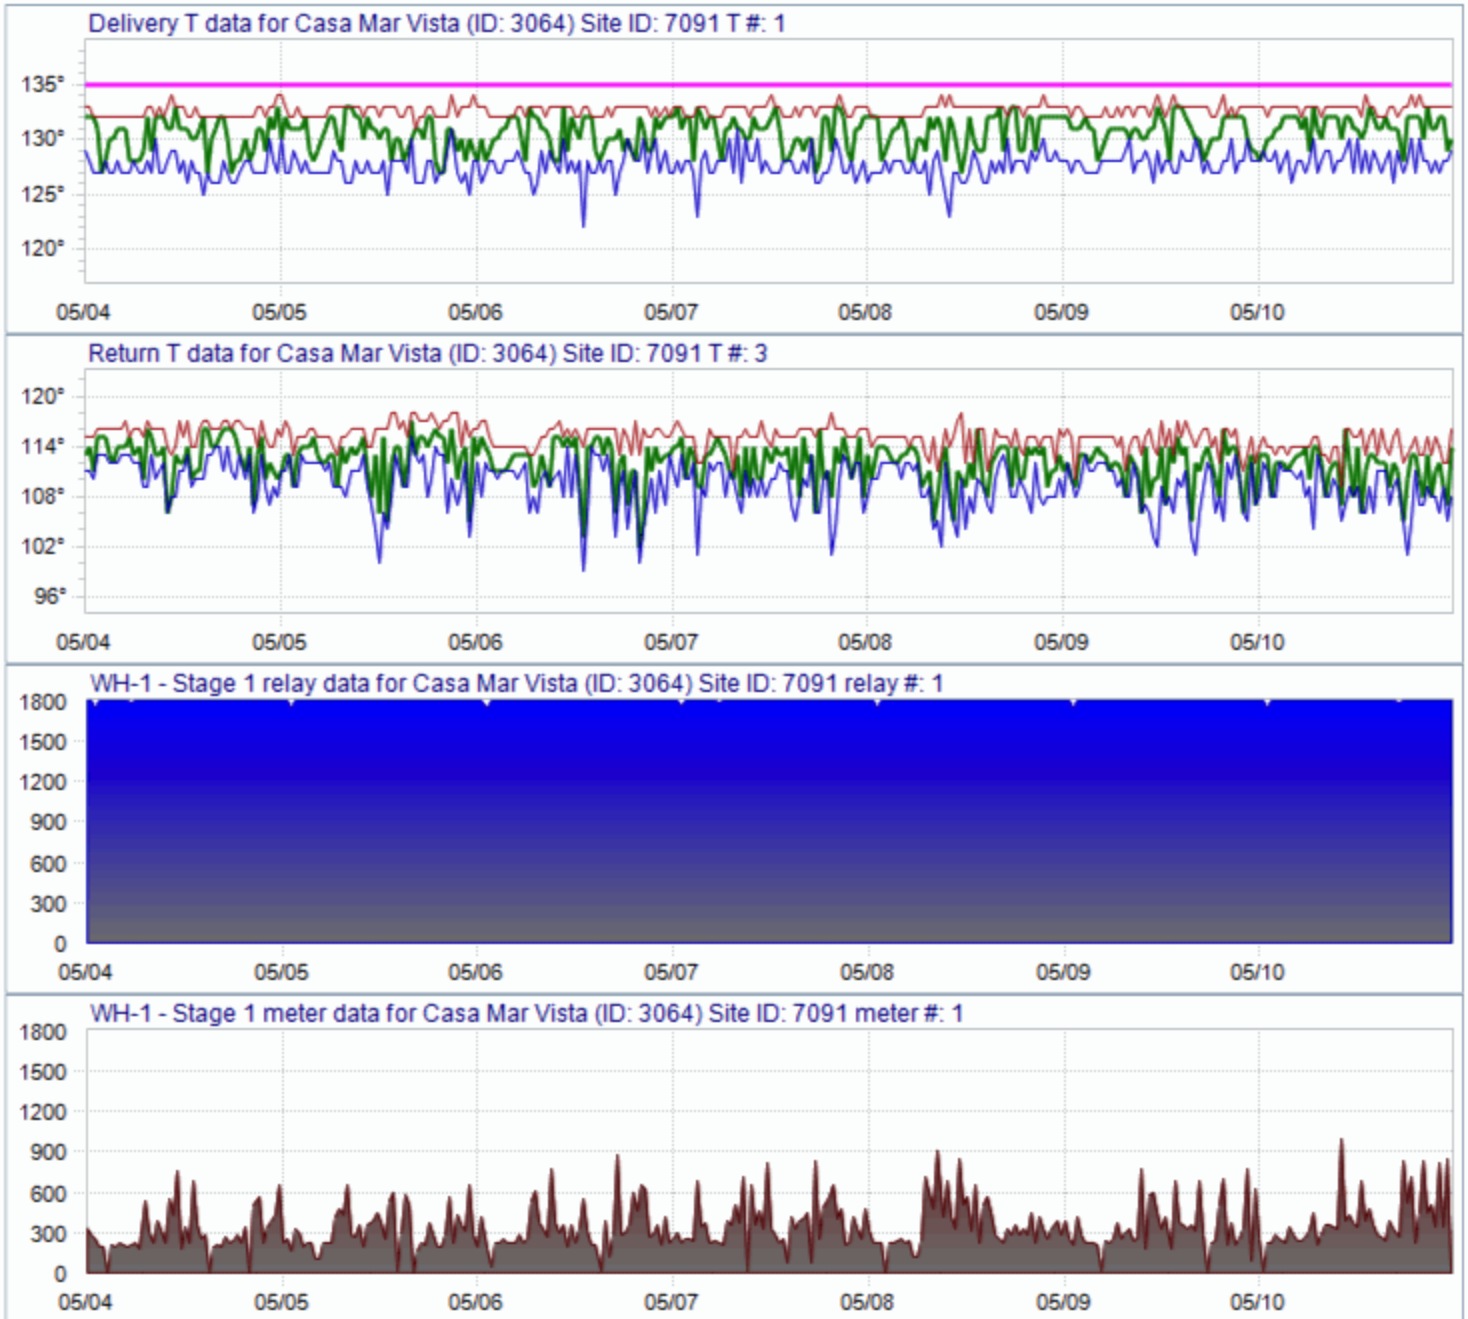 Delivery T data for Casa Mar Vista (ID: 3064) Site ID: 7091 T #: 1
135°
130°
125°
120°
05/04 05/05 05/06 05/07 05/08 05/09 05/10
Return T data for Casa Mar Vista (ID: 3064) Site ID: 7091 T #: 3
120°
114°
108°
102°
96°
05/04 05/05 05/06 05/07 05/08 05/09 05/10
WH-1 - Stage 1 relay data for Casa Mar Vista (ID: 3064) Site ID: 7091 relay #: 1
1800
1500
1200
900
600
300
0
05/04 05/05 05/06 05/07 05/08 05/09 05/10
WH-1 - Stage 1 meter data for Casa Mar Vista (ID: 3064) Site ID: 7091 meter #: 1
1800
1500
1200
900
600
300
0
05/04 05/05 05/06 05/07 05/08 05/09 05/10